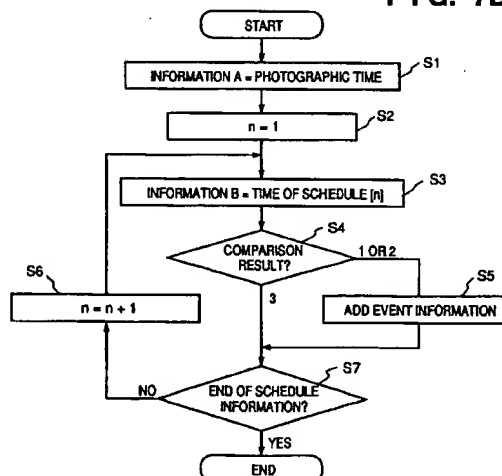 FIG. 7B
START
S1
INFORMATION A = PHOTOGRAPHIC TIME
S2
n = 1
S3
INFORMATION B = TIME OF SCHEDULE [n]
S4
COMPARISON
RESULT?
1 OR 2
S6
n = n + 1
3
S5
ADD EVENT INFORMATION
S7
END OF SCHEDULE
INFORMATION?
NO
YES
END